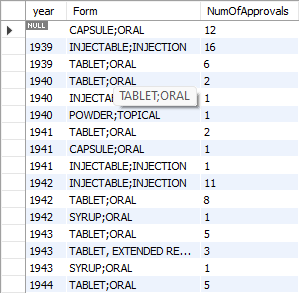 year Form NumOfApprovals
NULL CAPSULE;ORAL 12
1939 INJECTABLE;INJECTION 16
1939 TABLET;ORAL 6
1940 TABLET;ORAL 2
1940 INJECTA TABLET;ORAL 1
1940 POWDER;TOPICAL 1
1941 TABLET;ORAL 2
1941 CAPSULE;ORAL 1
1941 INJECTABLE;INJECTION 1
1942 INJECTABLE;INJECTION 11
1942 TABLET;ORAL 8
1942 SYRUP;ORAL 1
1943 TABLET;ORAL 5
1943 TABLET, EXTENDED RE... 3
1943 SYRUP;ORAL 1
1944 TABLET;ORAL 5